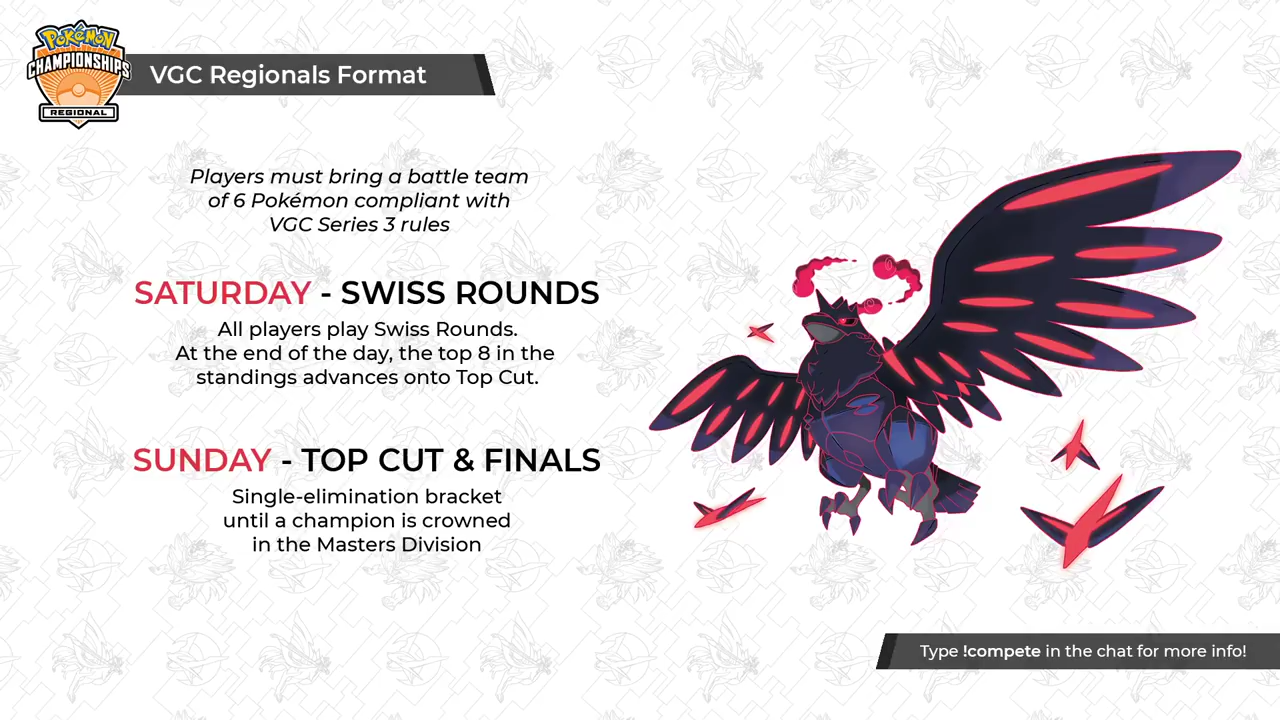 Pokémon
CHAMPIONSHIPS
REGIONAL
VGC Regionals Format
Players must bring a battle team
of 6 Pokémon compliant with
VGC Series 3 rules
SATURDAY - SWISS ROUNDS
All players play Swiss Rounds.
At the end of the day, the top 8 in the
standings advances onto Top Cut.
SUNDAY - TOP CUT & FINALS
Single-elimination bracket
until a champion is crowned
in the Masters Division
Type !compete in the chat for more info!